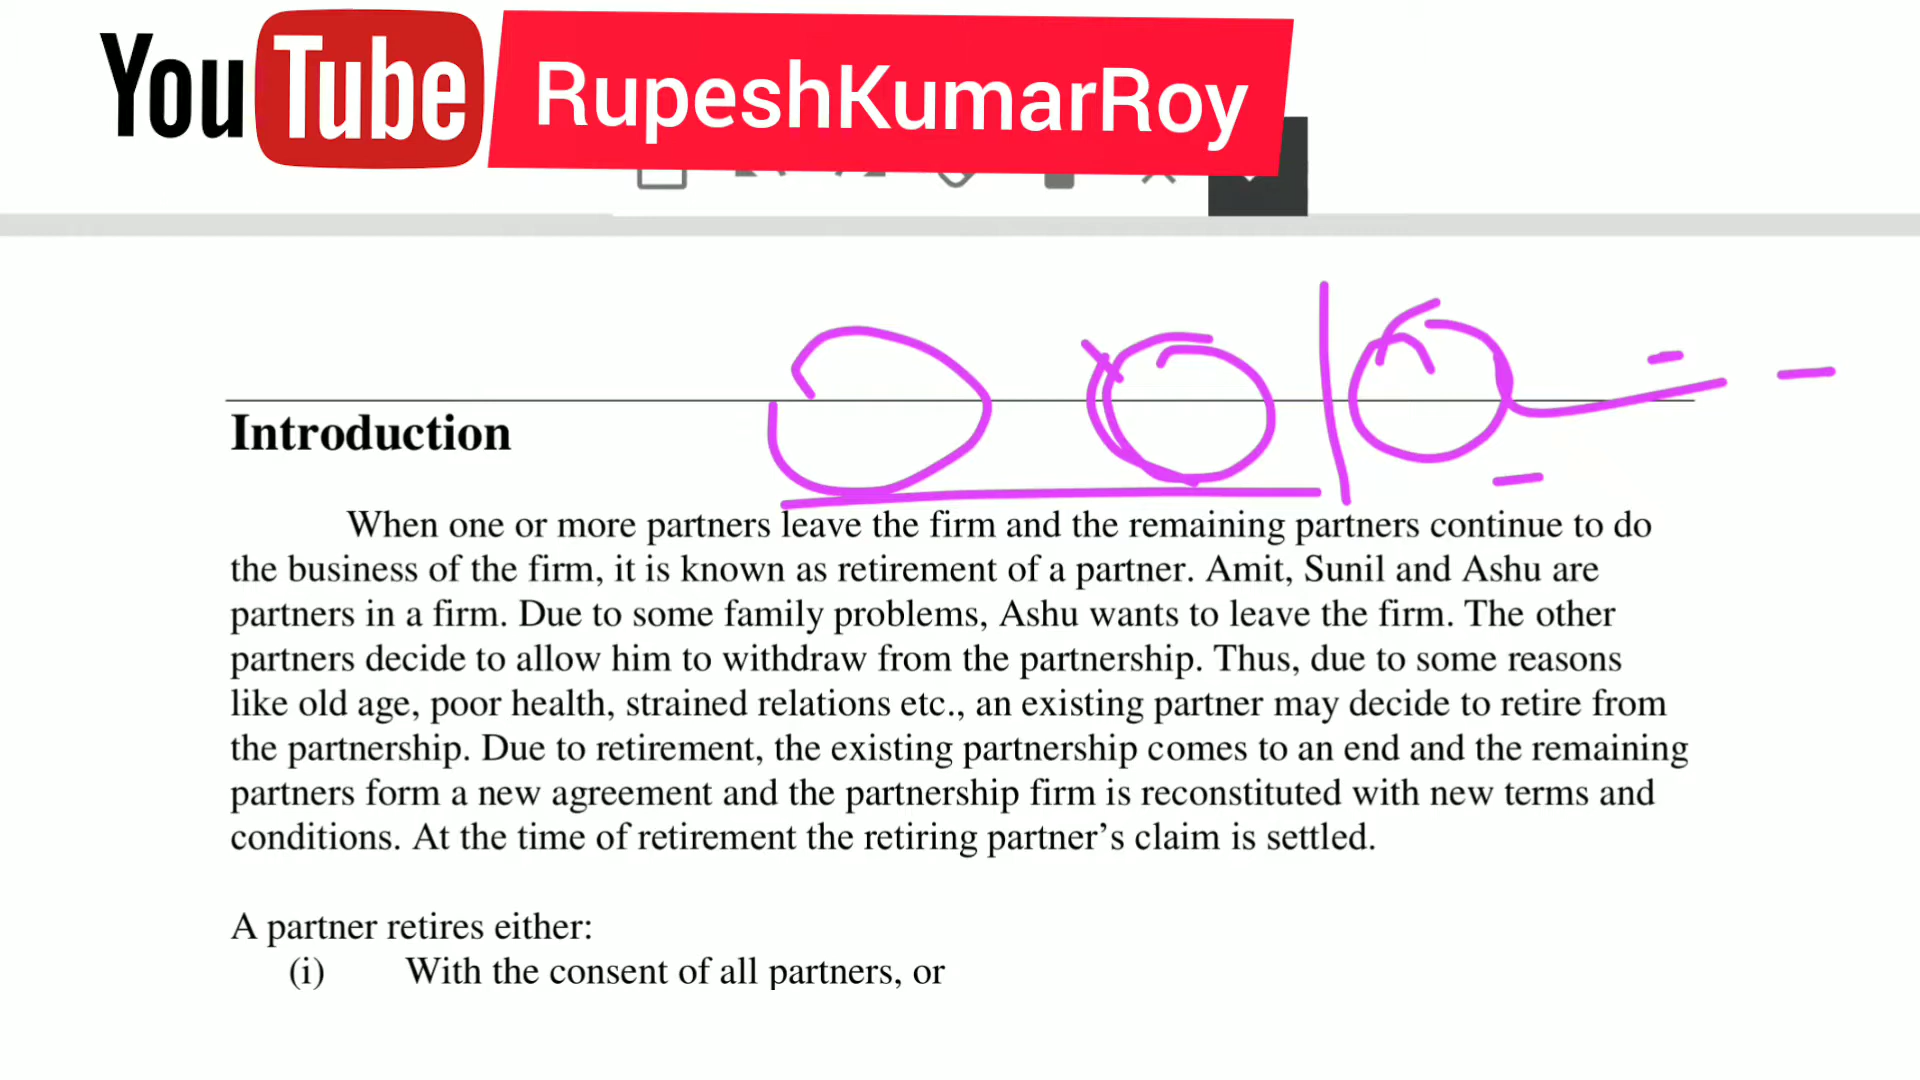 YouTube RupeshKumarRoy
Introduction
When one or more partners leave the firm and the remaining partners continue to do
the business of the firm, it is known as retirement of a partner. Amit, Sunil and Ashu are
partners in a firm. Due to some family problems, Ashu wants to leave the firm. The other
partners decide to allow him to withdraw from the partnership. Thus, due to some reasons
like old age, poor health, strained relations etc., an existing partner may decide to retire from
the partnership. Due to retirement, the existing partnership comes to an end and the remaining
partners form a new agreement and the partnership firm is reconstituted with new terms and
conditions. At the time of retirement the retiring partner’s claim is settled.
A partner retires either:
(i) With the consent of all partners, or